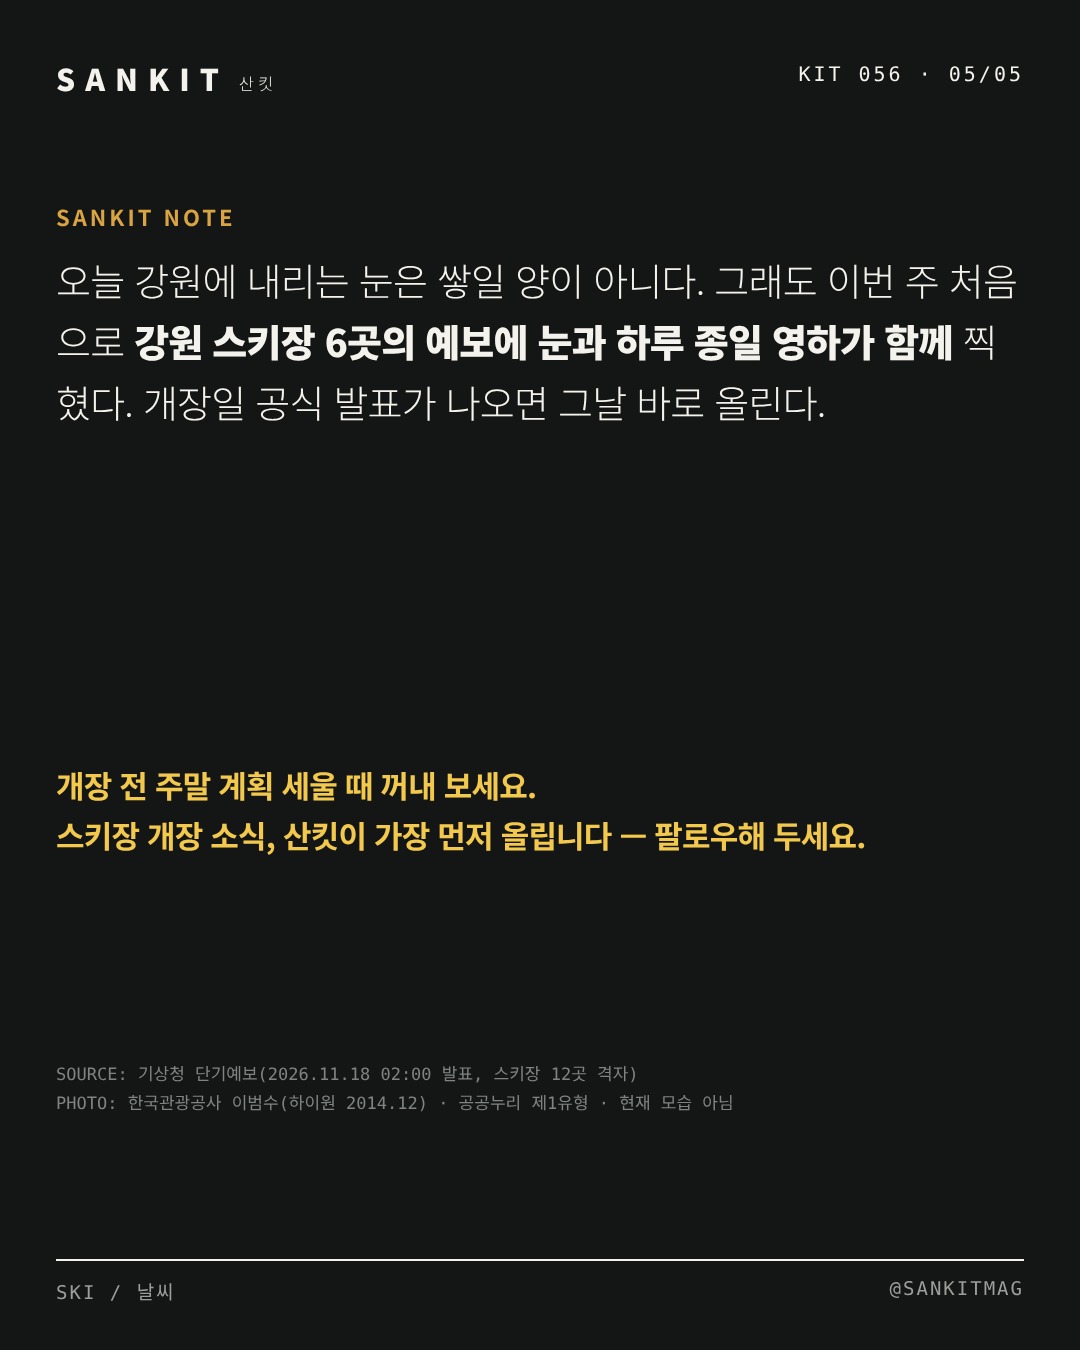 SANKIT 산킷
KIT 056 · 05/05
SANKIT NOTE
오늘 강원에 내리는 눈은 쌓일 양이 아니다. 그래도 이번 주 처음
으로 강원 스키장 6곳의 예보에 눈과 하루 종일 영하가 함께 찍
혔다. 개장일 공식 발표가 나오면 그날 바로 올린다.
개장 전 주말 계획 세울 때 꺼내 보세요.
스키장 개장 소식, 산킷이 가장 먼저 올립니다 — 팔로우해 두세요.
SOURCE: 기상청 단기예보(2026.11.18 02:00 발표, 스키장 12곳 격자)
PHOTO: 한국관광공사 이범수(하이원 2014.12) · 공공누리 제1유형 · 현재 모습 아님
SKI / 날씨
@SANKITMAG